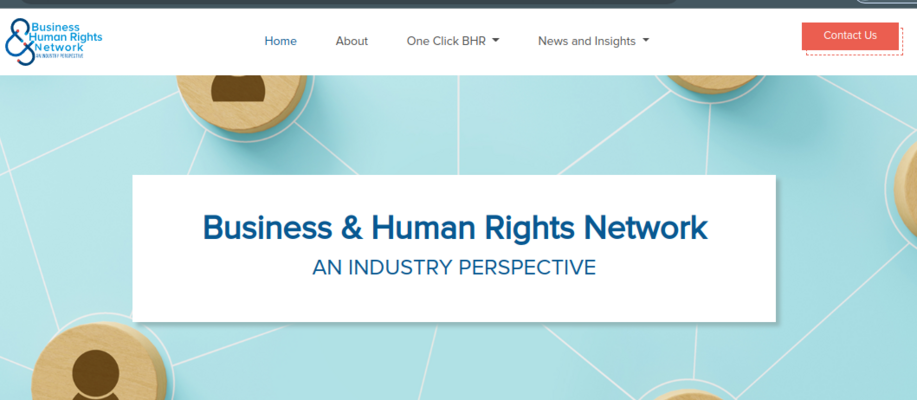 Business
Human Rights
Network
AN INDUSTRY PERSPECTIVE
Home
About
One Click BHR
News and Insights
Contact Us
Business & Human Rights Network
AN INDUSTRY PERSPECTIVE